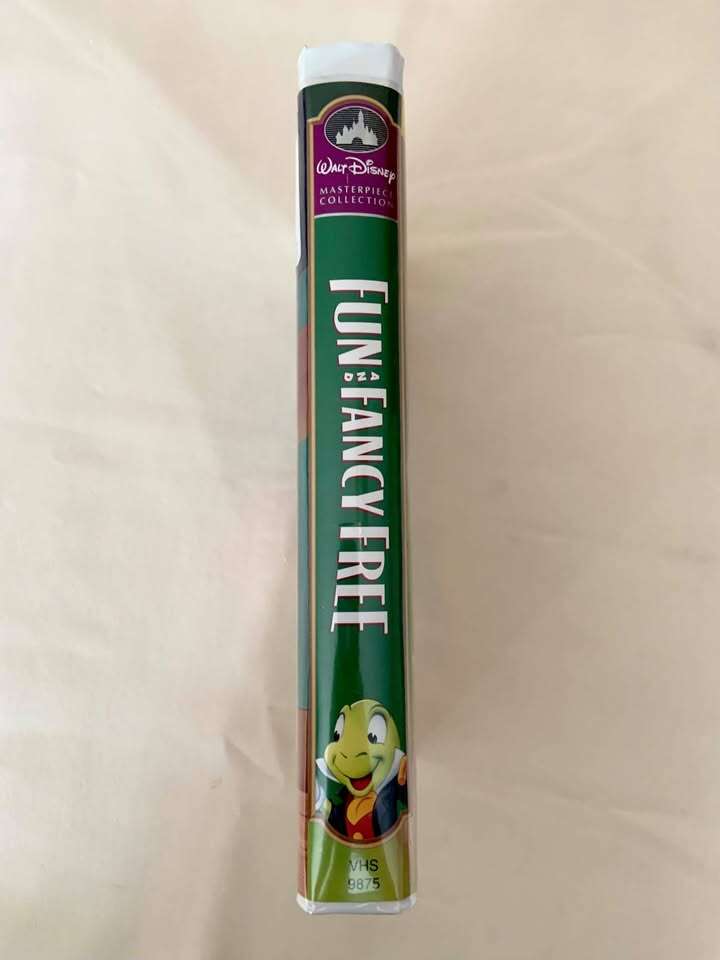 WALT DISNEY
MASTERPIECE
COLLECTION
FUN AND FANCY FREE
VHS
9875